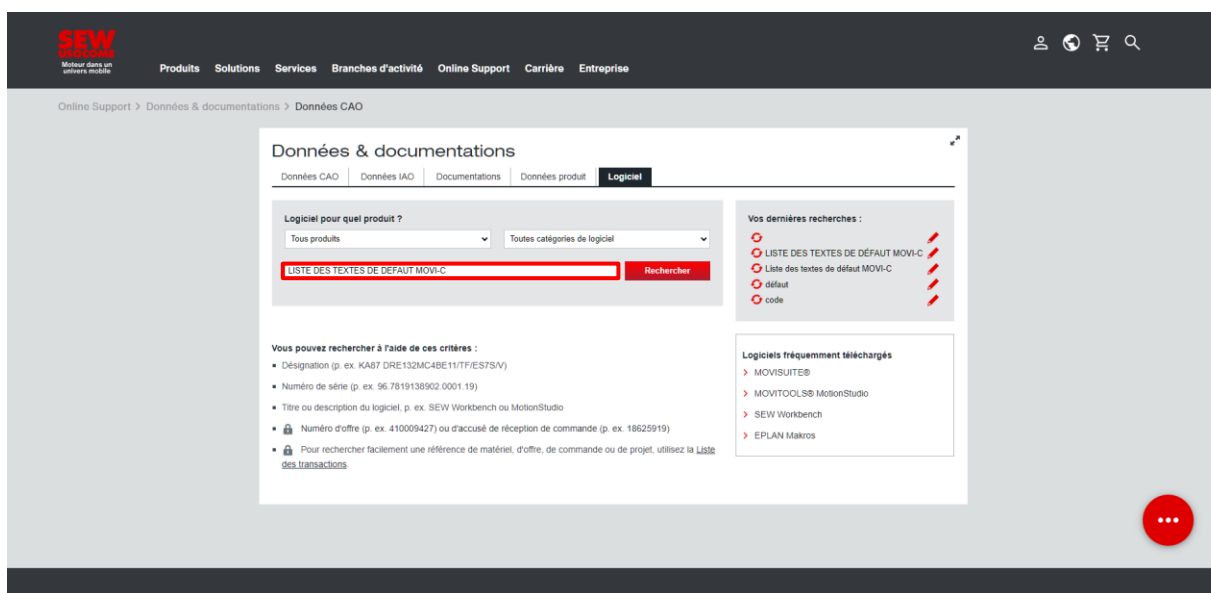 SEW
USOCOME
Moteur dans un
univers mobile
Produits Solutions Services Branches d'activité Online Support Carrière Entreprise
Online Support > Données & documentations > Données CAO
Données & documentations
Données CAO Données IAO Documentations Données produit Logiciel
Logiciel pour quel produit ?
Tous produits Toutes catégories de logiciel
LISTE DES TEXTES DE DEFAUT MOVI-C Rechercher
Vos dernières recherches :
LISTE DES TEXTES DE DÉFAUT MOVI-C
Liste des textes de défaut MOVI-C
défaut
code
Vous pouvez rechercher à l'aide de ces critères :
Désignation (p. ex. KA87 DRE132MC4BE11/TF/ES7S/V)
Numéro de série (p. ex. 96.7819138902.0001.19)
Titre ou description du logiciel, p. ex. SEW Workbench ou MotionStudio
Numéro d'offre (p. ex. 410009427) ou d'accusé de réception de commande (p. ex. 18625919)
Pour rechercher facilement une référence de matériel, d'offre, de commande ou de projet, utilisez la Liste
des transactions.
Logiciels fréquemment téléchargés
MOVISUITE®
MOVITOOLS® MotionStudio
SEW Workbench
EPLAN Makros